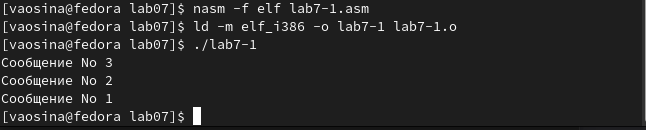 [vaosina@fedora lab07]$ nasm -f elf lab7-1.asm
[vaosina@fedora lab07]$ ld -m elf_i386 -o lab7-1 lab7-1.o
[vaosina@fedora lab07]$ ./lab7-1
Сообщение No 3
Сообщение No 2
Сообщение No 1
[vaosina@fedora lab07]$